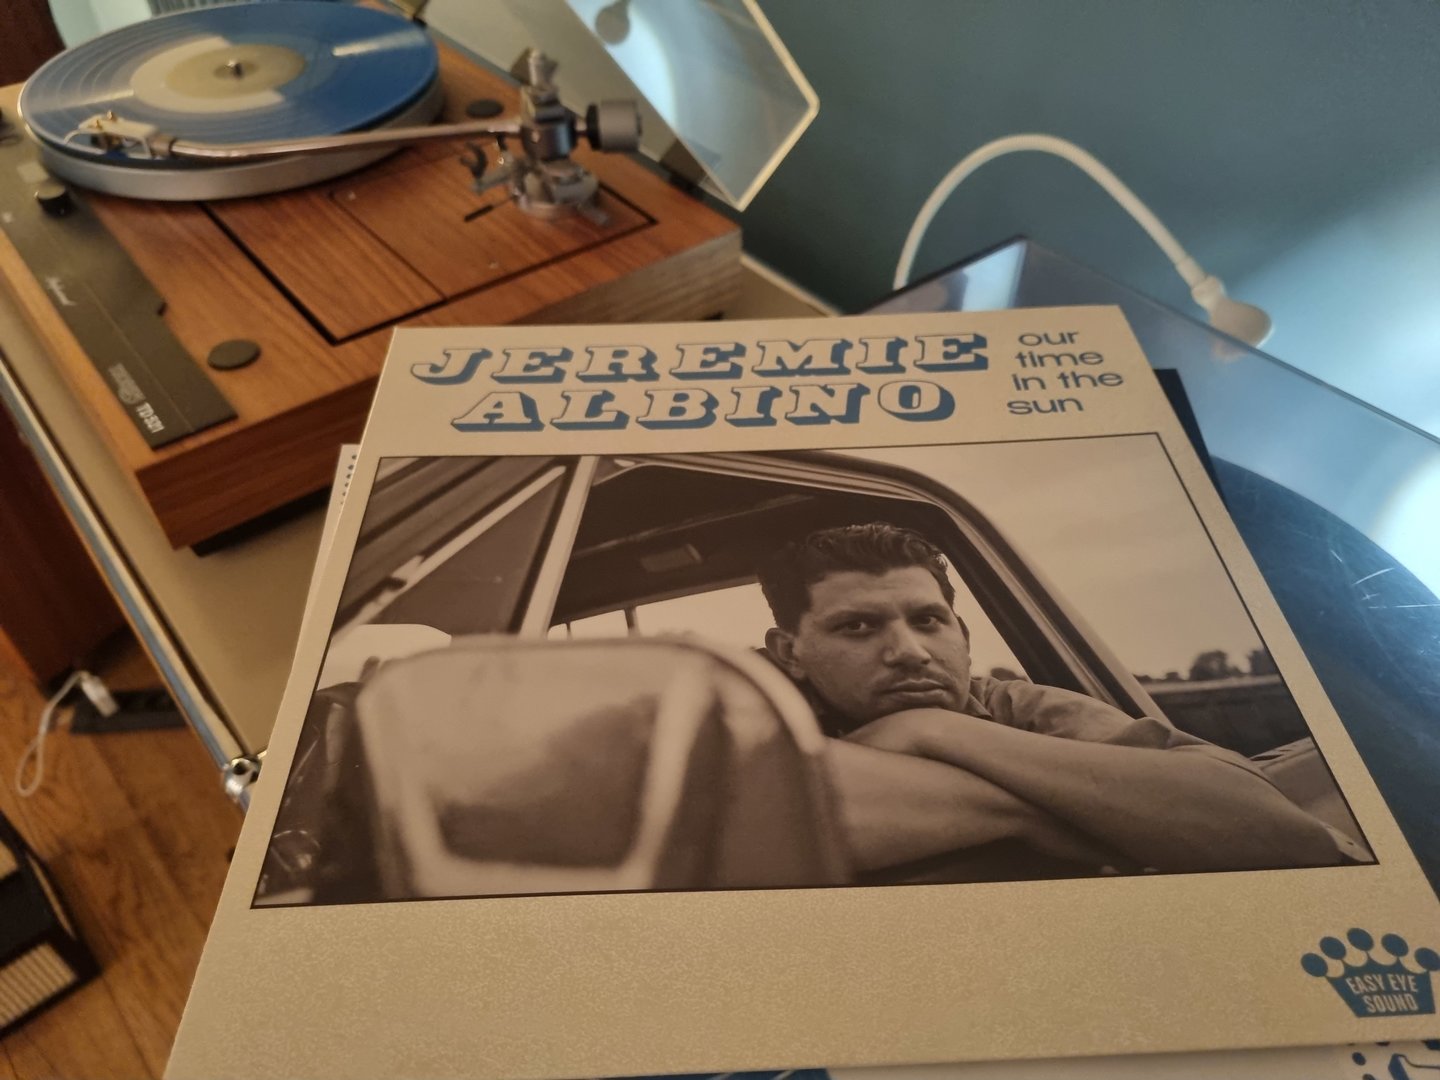 JEREMIE
ALBINO
our
time
in the
sun
EASY EYE
SOUND